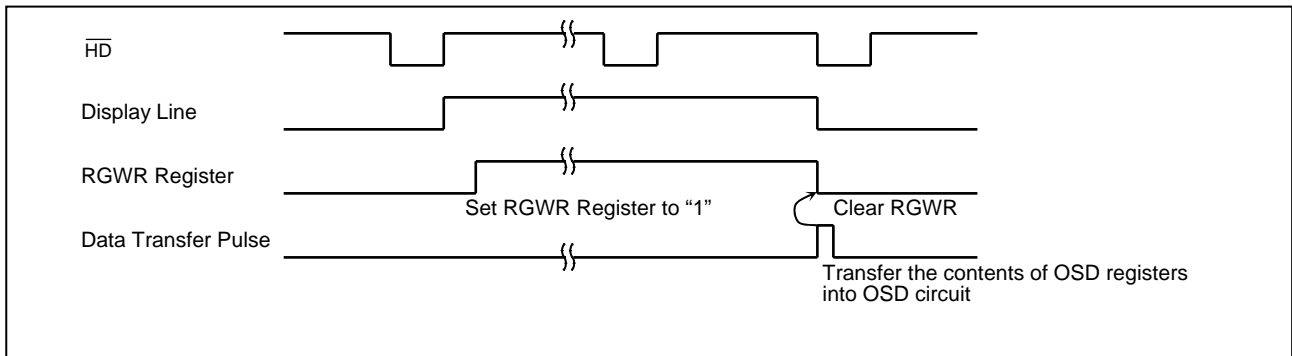 HD
Display Line
RGWR Register
Set RGWR Register to “1”
Clear RGWR
Data Transfer Pulse
Transfer the contents of OSD registers
into OSD circuit